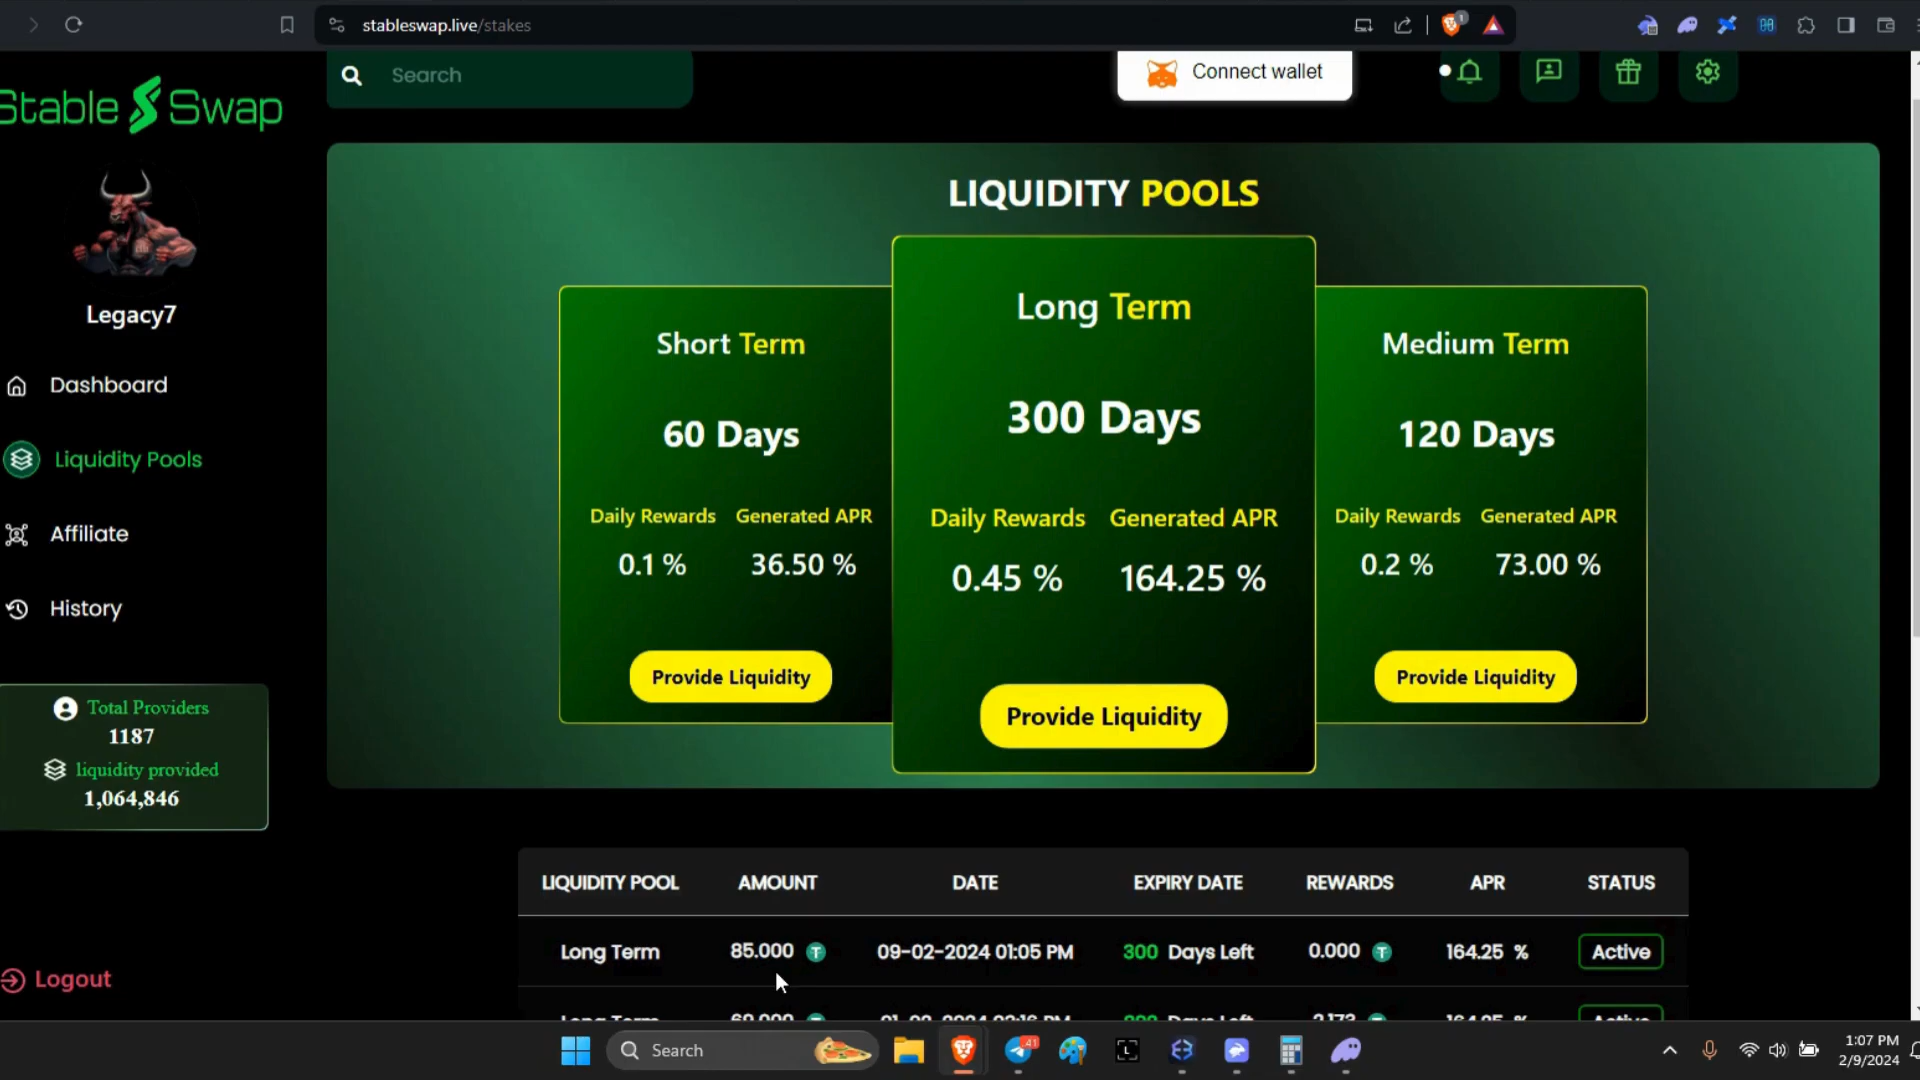 stableswap.live/stakes
Search
Connect wallet
Stable Swap
Legacy7
Dashboard
Liquidity Pools
Affiliate
History
Total Providers
1187
liquidity provided
1,064,846
Logout
LIQUIDITY POOLS
Short Term
60 Days
Daily Rewards Generated APR
0.1 % 36.50 %
Provide Liquidity
Long Term
300 Days
Daily Rewards Generated APR
0.45 % 164.25 %
Provide Liquidity
Medium Term
120 Days
Daily Rewards Generated APR
0.2 % 73.00 %
Provide Liquidity
LIQUIDITY POOL AMOUNT DATE EXPIRY DATE REWARDS APR STATUS
Long Term 85.000 09-02-2024 01:05 PM 300 Days Left 0.000 164.25 % Active
Search
41
1:07 PM
2/9/2024